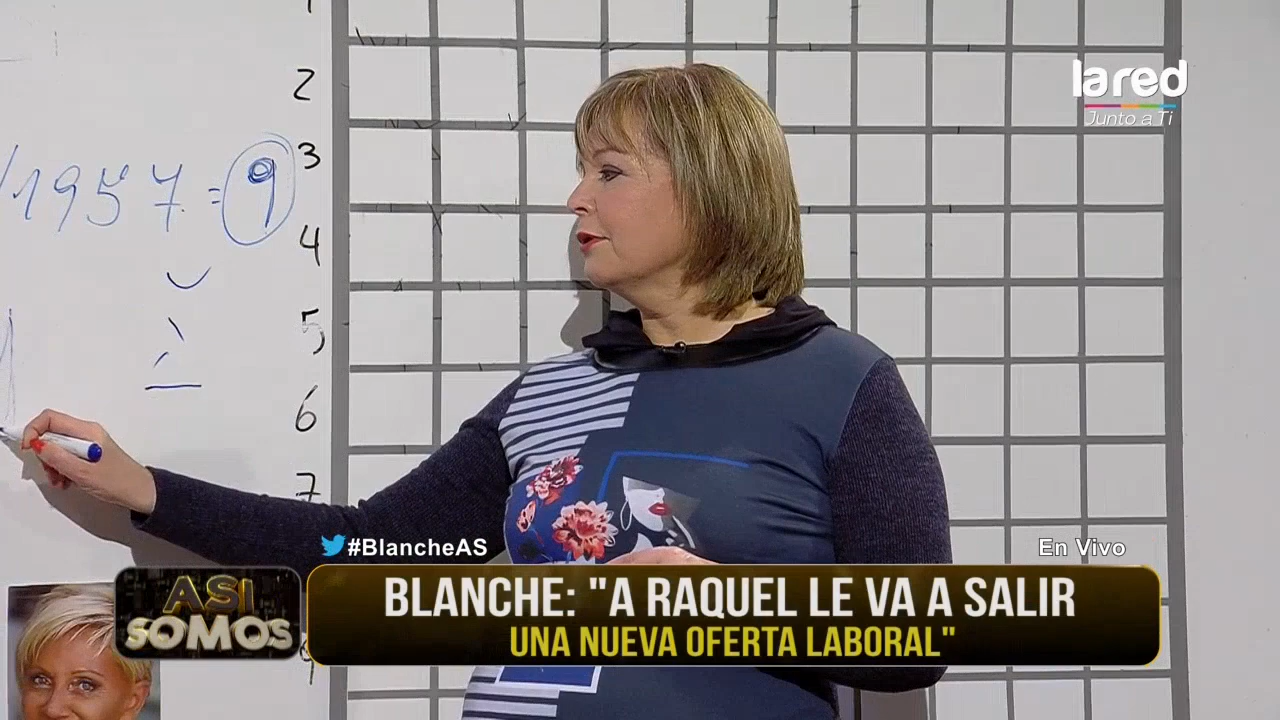 2
3
/1957=9
4
5
6
7
lared
Junto a Ti
#BlancheAS
En Vivo
ASI
SOMOS
BLANCHE: "A RAQUEL LE VA A SALIR
UNA NUEVA OFERTA LABORAL"